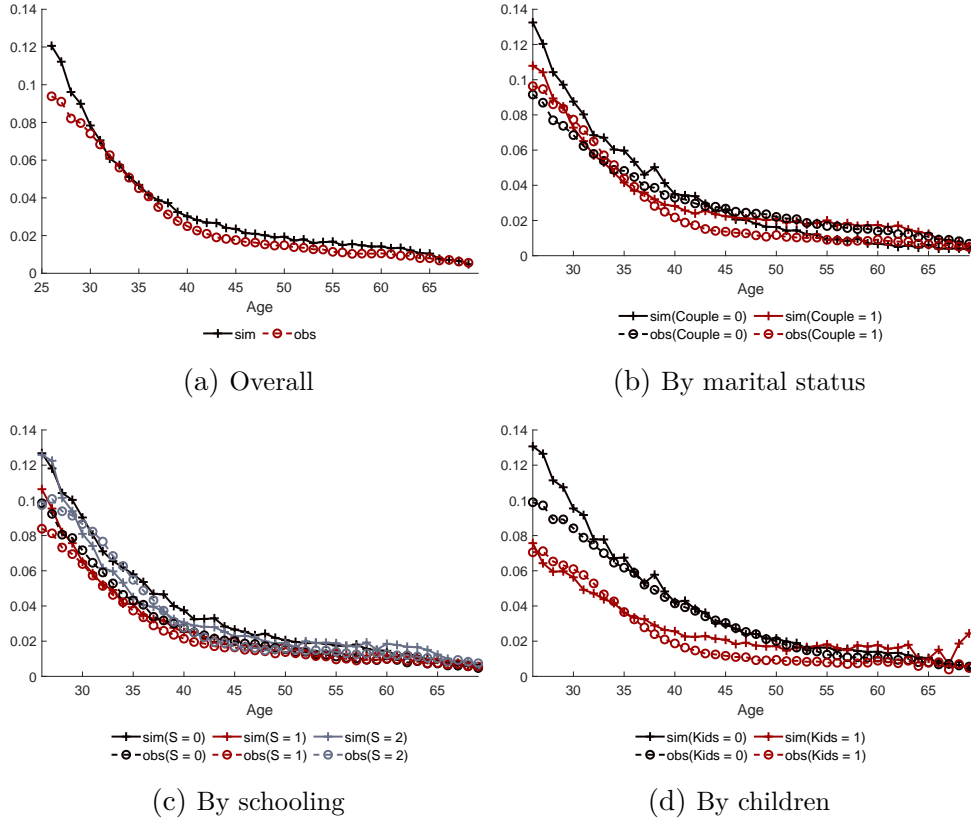 0.14
0.12
0.1
0.08
0.06
0.04
0.02
0
25 30 35 40 45 50 55 60 65
Age
sim obs
(a) Overall
0.14
0.12
0.1
0.08
0.06
0.04
0.02
0
30 35 40 45 50 55 60 65
Age
sim(Couple = 0) sim(Couple = 1)
obs(Couple = 0) obs(Couple = 1)
(b) By marital status
0.14
0.12
0.1
0.08
0.06
0.04
0.02
0
30 35 40 45 50 55 60 65
Age
sim(S = 0) sim(S = 1) sim(S = 2)
obs(S = 0) obs(S = 1) obs(S = 2)
(c) By schooling
0.14
0.12
0.1
0.08
0.06
0.04
0.02
0
30 35 40 45 50 55 60 65
Age
sim(Kids = 0) sim(Kids = 1)
obs(Kids = 0) obs(Kids = 1)
(d) By children